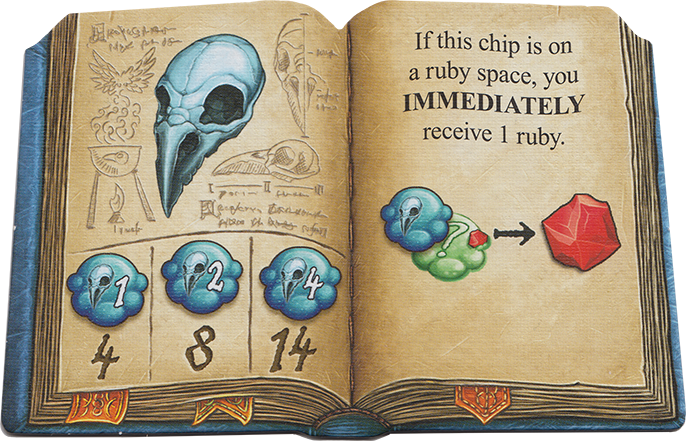 If this chip is on
a ruby space, you
IMMEDIATELY
receive 1 ruby.
1
2
4
4
8
14